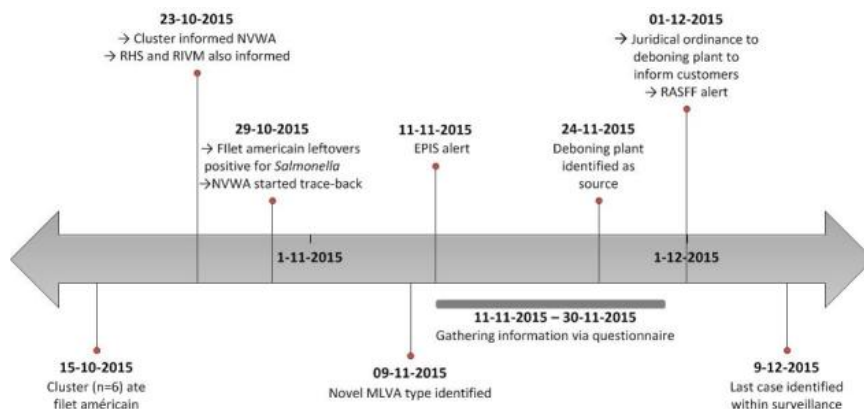 23-10-2015
→ Cluster informed NVWA
→ RHS and RIVM also informed
01-12-2015
→ Juridical ordinance to
deboning plant to
inform customers
→ RASFF alert
29-10-2015
→ FIlet americain leftovers
positive for Salmonella
→NVWA started trace-back
11-11-2015
EPIS alert
24-11-2015
Deboning plant
identified as
source
1-11-2015
1-12-2015
11-11-2015 – 30-11-2015
Gathering information via questionnaire
15-10-2015
Cluster (n=6) ate
filet américain
09-11-2015
Novel MLVA type identified
9-12-2015
Last case identified
within surveillance